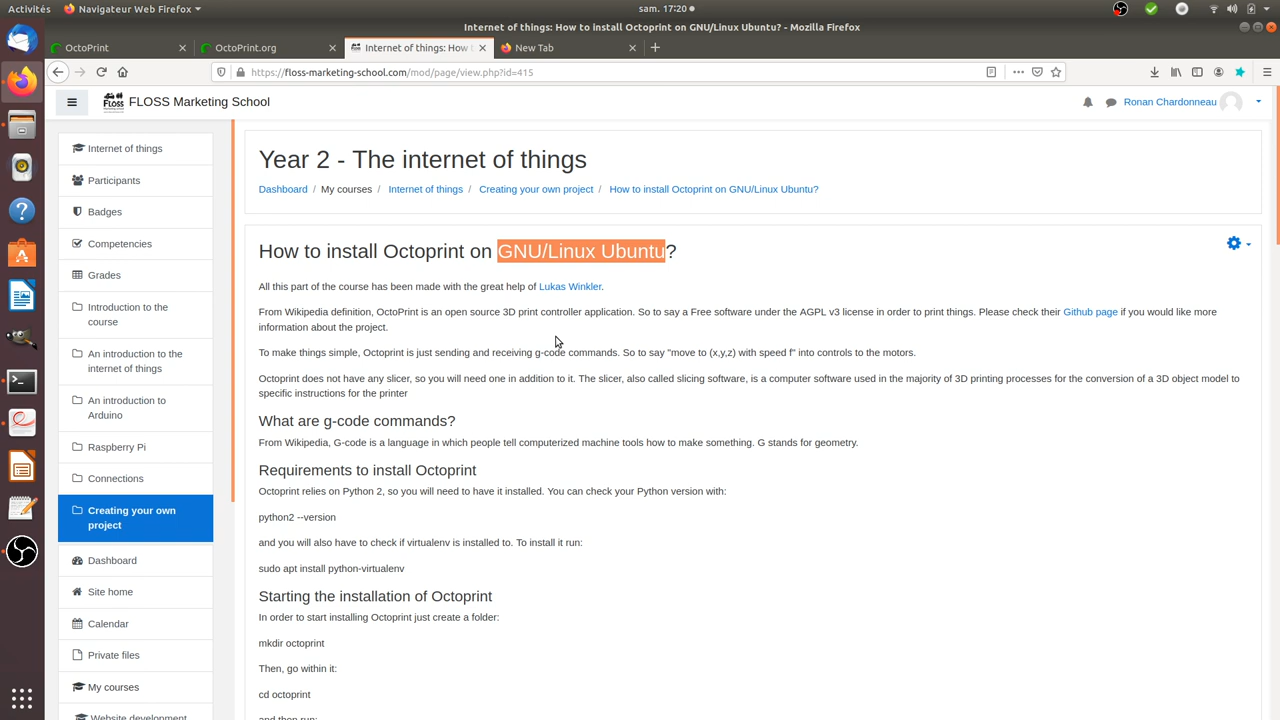 Activités
Navigateur Web Firefox
sam. 17:20
Internet of things: How to install Octoprint on GNU/Linux Ubuntu? - Mozilla Firefox
OctoPrint
OctoPrint.org
Internet of things: How
New Tab
https://floss-marketing-school.com/mod/page/view.php?id=415
Floss
FLOSS Marketing School
Ronan Chardonneau
Internet of things
Participants
Badges
Competencies
Grades
Introduction to the
course
An introduction to the
internet of things
An introduction to
Arduino
Raspberry Pi
Connections
Creating your own
project
Dashboard
Site home
Calendar
Private files
My courses
Website development
Year 2 - The internet of things
Dashboard / My courses / Internet of things / Creating your own project / How to install Octoprint on GNU/Linux Ubuntu?
How to install Octoprint on GNU/Linux Ubuntu?
All this part of the course has been made with the great help of Lukas Winkler.
From Wikipedia definition, OctoPrint is an open source 3D print controller application. So to say a Free software under the AGPL v3 license in order to print things. Please check their Github page if you would like more
information about the project.
To make things simple, Octoprint is just sending and receiving g-code commands. So to say "move to (x,y,z) with speed f" into controls to the motors.
Octoprint does not have any slicer, so you will need one in addition to it. The slicer, also called slicing software, is a computer software used in the majority of 3D printing processes for the conversion of a 3D object model to
specific instructions for the printer
What are g-code commands?
From Wikipedia, G-code is a language in which people tell computerized machine tools how to make something. G stands for geometry.
Requirements to install Octoprint
Octoprint relies on Python 2, so you will need to have it installed. You can check your Python version with:
python2 --version
and you will also have to check if virtualenv is installed to. To install it run:
sudo apt install python-virtualenv
Starting the installation of Octoprint
In order to start installing Octoprint just create a folder:
mkdir octoprint
Then, go within it:
cd octoprint
and then run: